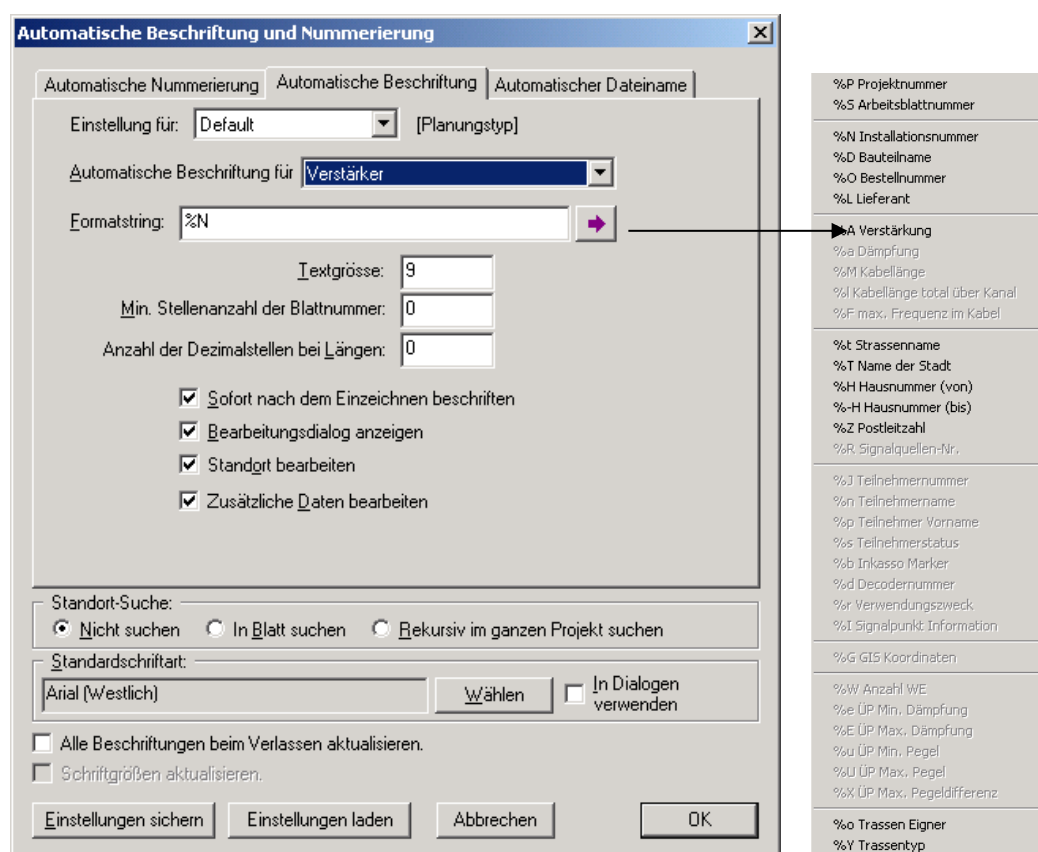 Automatische Beschriftung und Nummerierung
Automatische Nummerierung Automatische Beschriftung Automatischer Dateiname
Einstellung für: Default [Planungstyp]
Automatische Beschriftung für Verstärker
Formatstring: %N
Textgrösse: 9
Min. Stellenanzahl der Blattnummer: 0
Anzahl der Dezimalstellen bei Längen: 0
Sofort nach dem Einzeichnen beschriften
Bearbeitungsdialog anzeigen
Standort bearbeiten
Zusätzliche Daten bearbeiten
Standort-Suche:
Nicht suchen In Blatt suchen Rekursiv im ganzen Projekt suchen
Standardschriftart:
Arial (Westlich) Wählen In Dialogen verwenden
Alle Beschriftungen beim Verlassen aktualisieren.
Schriftgrößen aktualisieren.
Einstellungen sichern Einstellungen laden Abbrechen OK
%P Projektnummer
%S Arbeitsblattnummer
%N Installationsnummer
%D Bauteilname
%O Bestellnummer
%L Lieferant
%A Verstärkung
%a Dämpfung
%M Kabellänge
%l Kabellänge total über Kanal
%F max. Frequenz im Kabel
%t Strassenname
%T Name der Stadt
%H Hausnummer (von)
%-H Hausnummer (bis)
%Z Postleitzahl
%R Signalquellen-Nr.
%J Teilnehmernummer
%n Teilnehmername
%p Teilnehmer Vorname
%s Teilnehmerstatus
%b Inkasso Marker
%d Decodernummer
%r Verwendungszweck
%I Signalpunkt Information
%G GIS Koordinaten
%W Anzahl WE
%e ÜP Min. Dämpfung
%E ÜP Max. Dämpfung
%u ÜP Min. Pegel
%U ÜP Max. Pegel
%X ÜP Max. Pegeldifferenz
%o Trassen Eigner
%Y Trassentyp